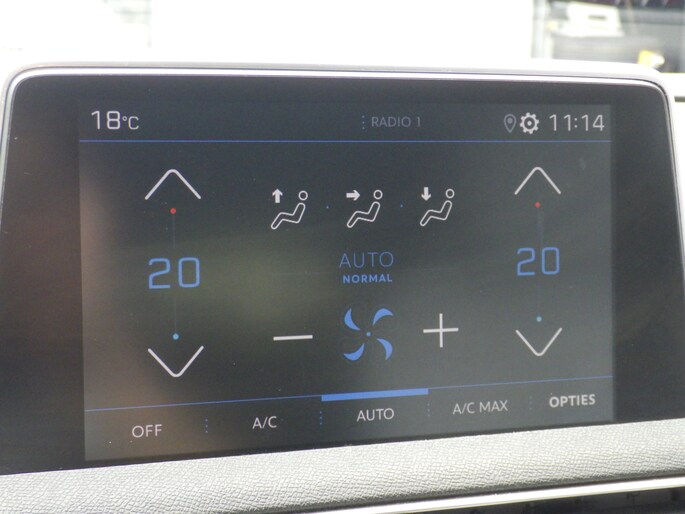 18°C RADIO 1 11:14
20 AUTO 20
NORMAL
OFF A/C AUTO A/C MAX OPTIES